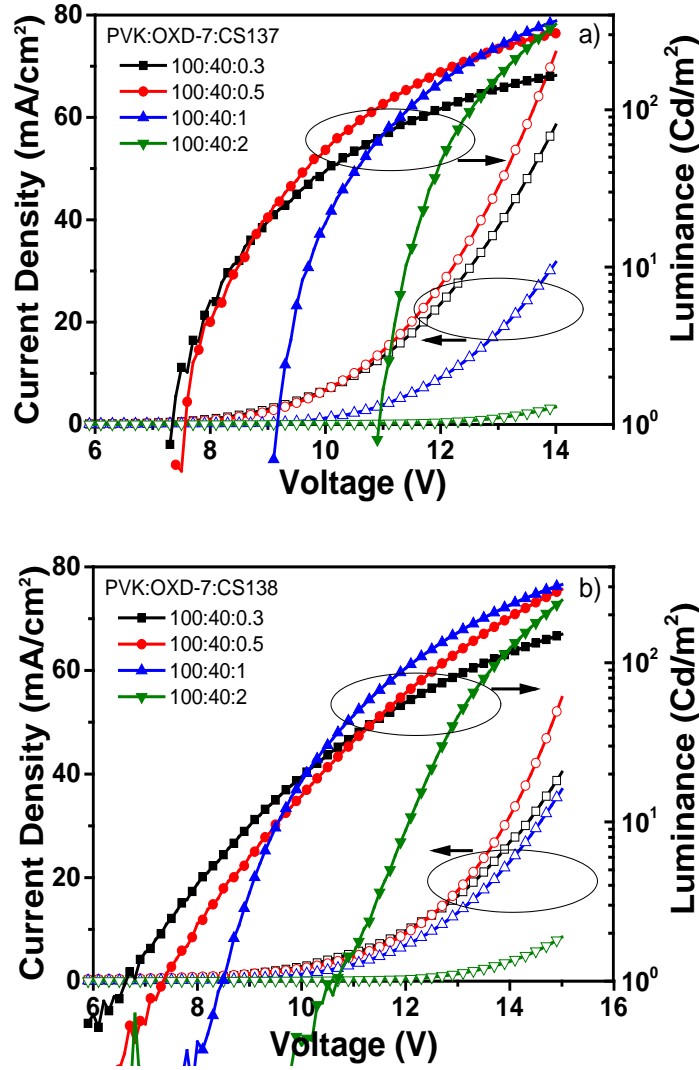 PVK:OXD-7:CS137
a)
100:40:0.3
100:40:0.5
100:40:1
100:40:2
80
60
40
20
0
Current Density (mA/cm²)
10²
10¹
10⁰
Luminance (Cd/m²)
6 8 10 12 14
Voltage (V)
PVK:OXD-7:CS138
b)
100:40:0.3
100:40:0.5
100:40:1
100:40:2
80
60
40
20
0
Current Density (mA/cm²)
10²
10¹
10⁰
Luminance (Cd/m²)
6 8 10 12 14 16
Voltage (V)